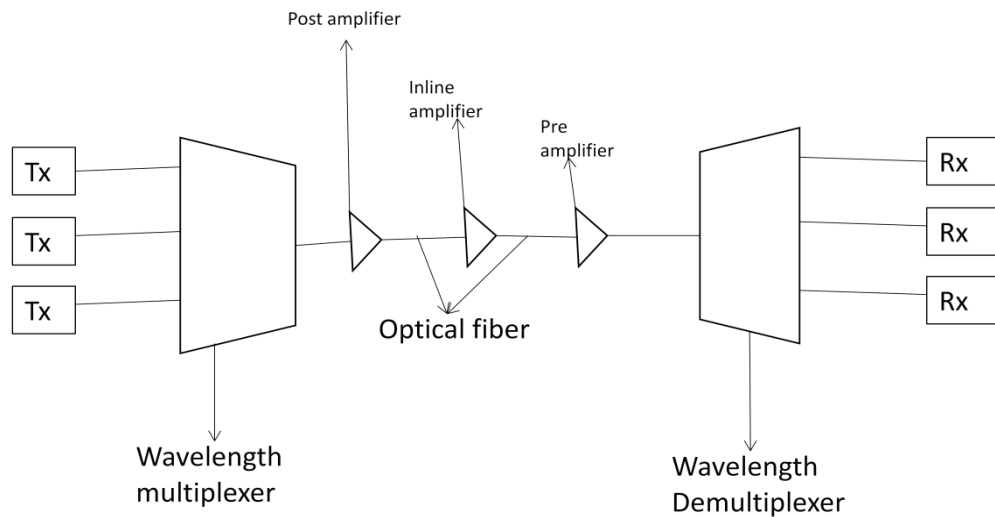 Post amplifier
Inline
amplifier
Pre
amplifier
Tx
Tx
Tx
Rx
Rx
Rx
Optical fiber
Wavelength
multiplexer
Wavelength
Demultiplexer